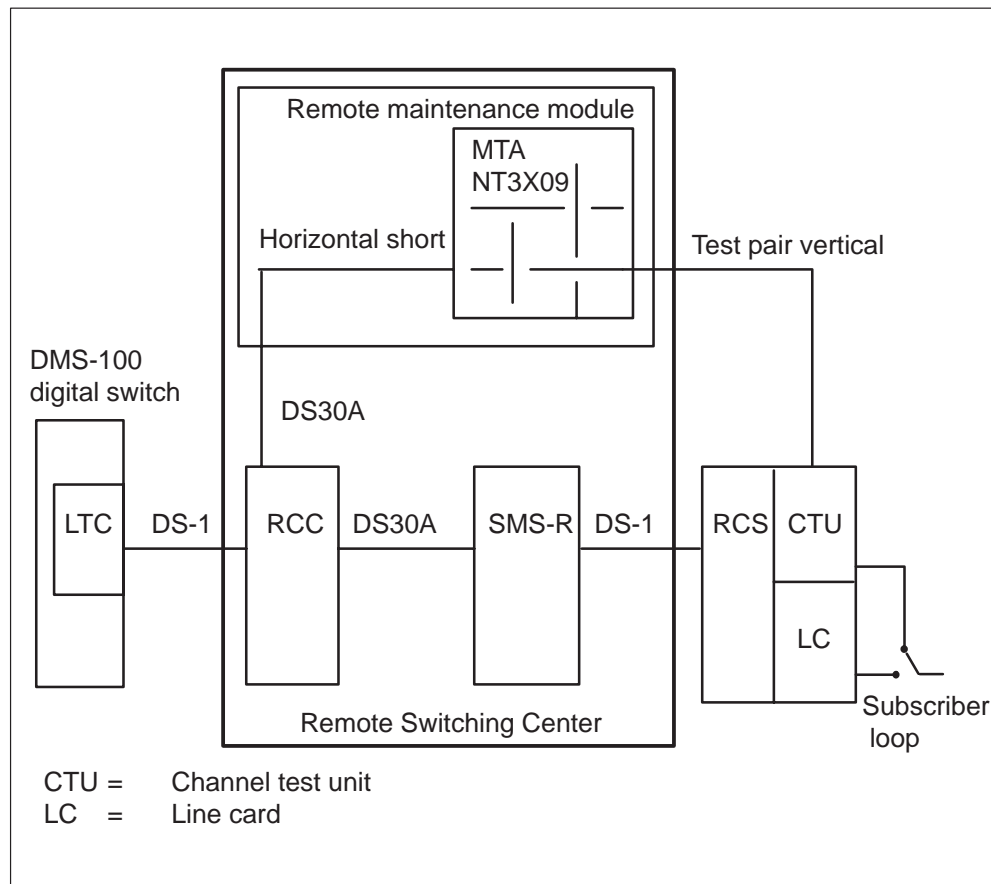 Remote maintenance module
MTA
NT3X09
Horizontal short
Test pair vertical
DMS-100
digital switch
DS30A
LTC
DS-1
RCC
DS30A
SMS-R
DS-1
RCS
CTU
LC
Subscriber
loop
Remote Switching Center
CTU = Channel test unit
LC = Line card